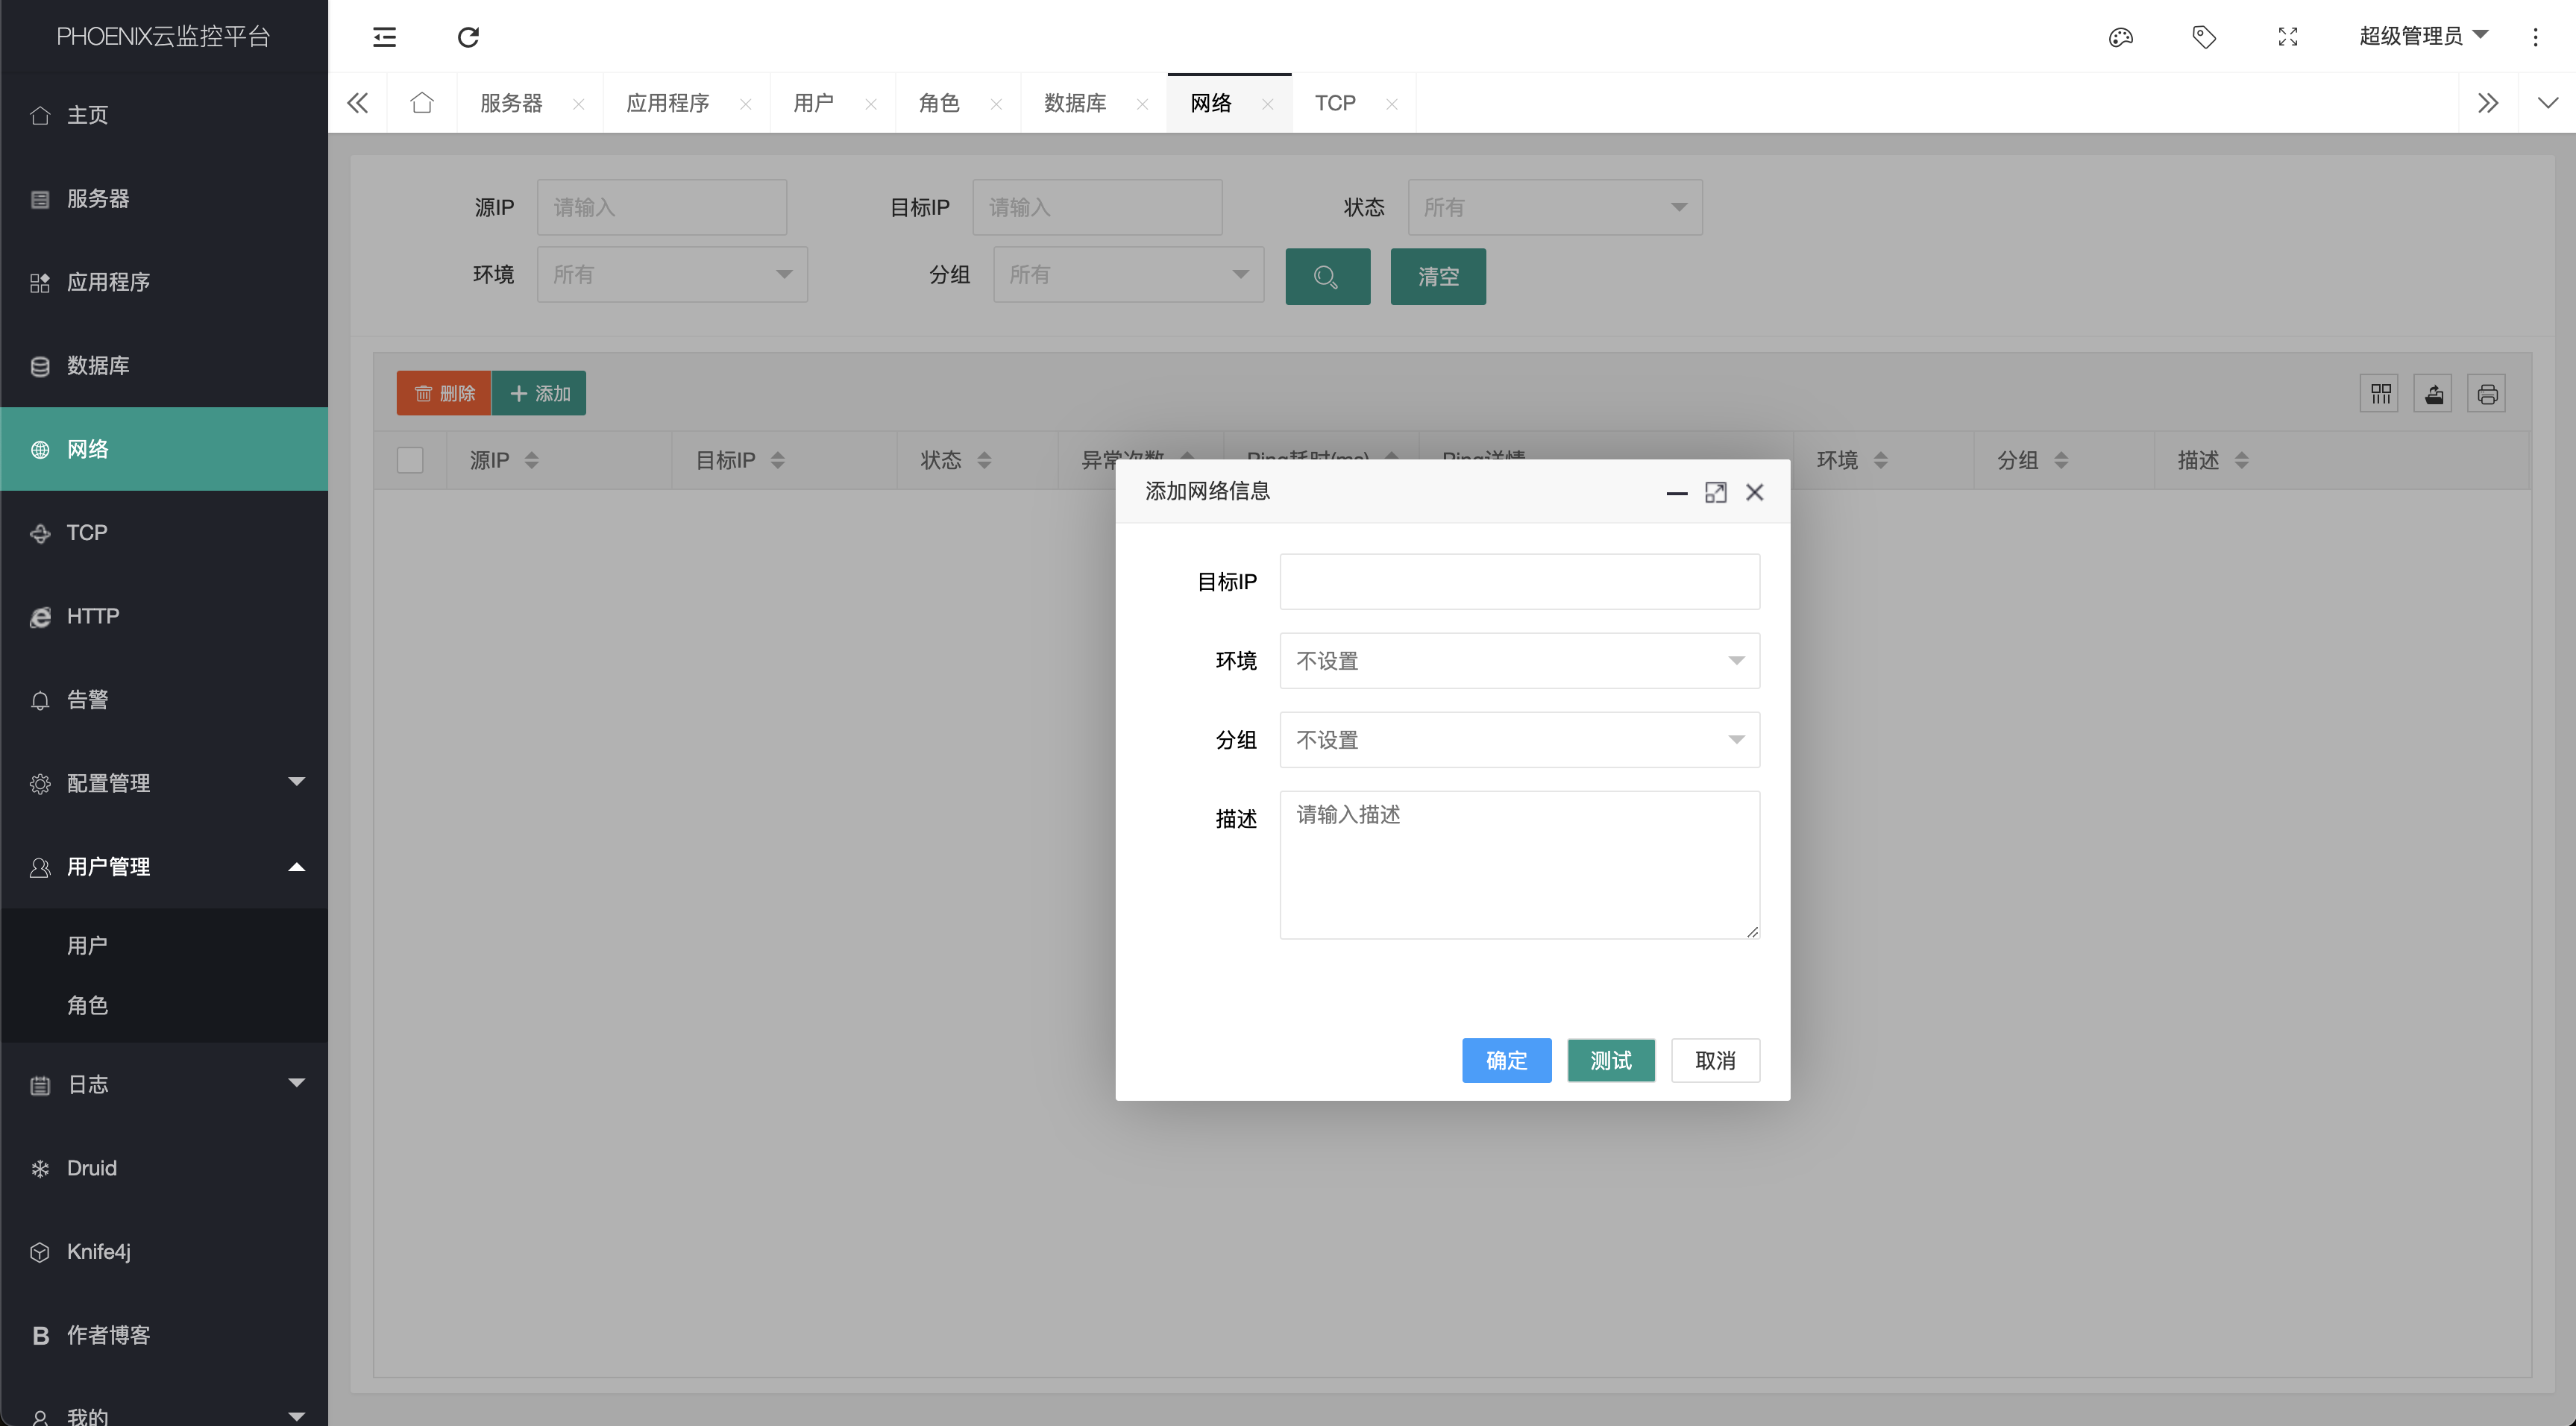 PHOENIX云监控平台
超级管理员
服务器
应用程序
用户
角色
数据库
网络
TCP
主页
服务器
应用程序
数据库
网络
TCP
HTTP
告警
配置管理
用户管理
用户
角色
日志
Druid
Knife4j
作者博客
我的
源IP 请输入 目标IP 请输入 状态 所有
环境 所有 分组 所有 清空
删除 添加
源IP 目标IP 状态 异常次数 Ping耗时(ms) Ping详情 环境 分组 描述
添加网络信息
目标IP
环境 不设置
分组 不设置
描述 请输入描述
确定 测试 取消